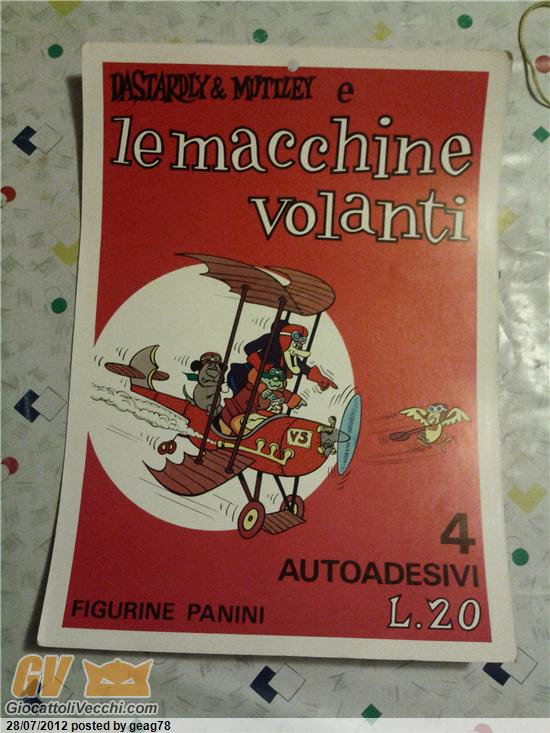 DASTARDLY & MUTTLEY e
le macchine
volanti
VS
4
AUTOADESIVI
FIGURINE PANINI
L.20
GV
GiocattoliVecchi.com
28/07/2012 posted by geag78